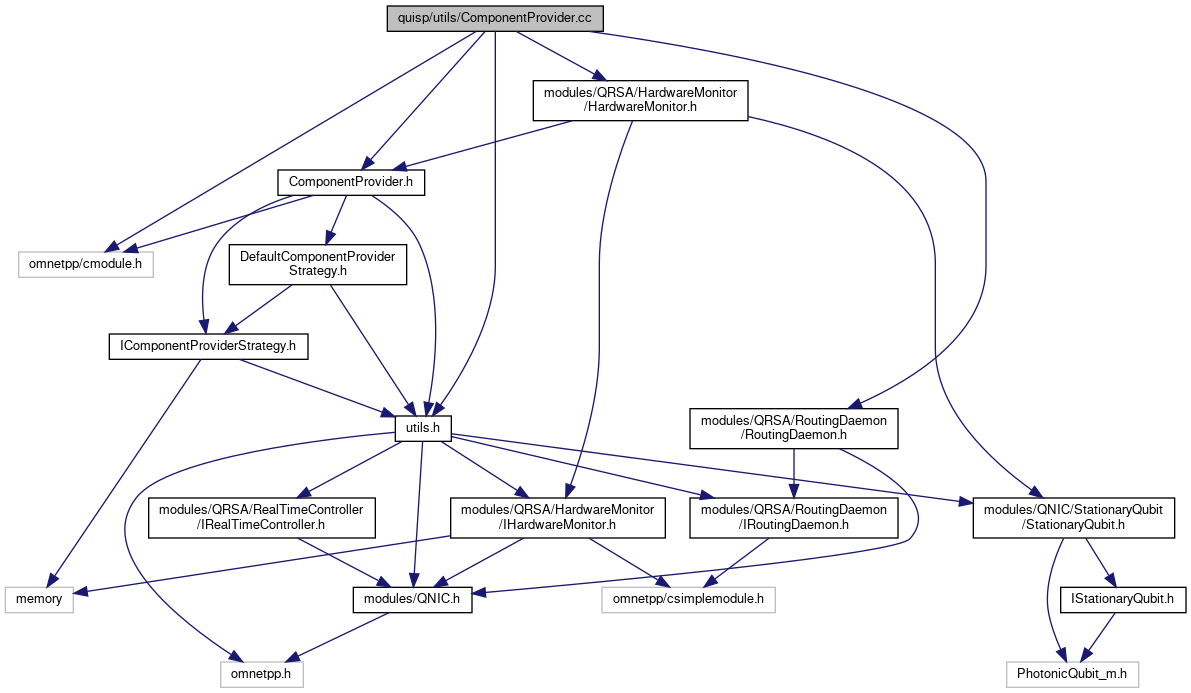 quisp/utils/ComponentProvider.cc
modules/QRSA/HardwareMonitor
/HardwareMonitor.h
ComponentProvider.h
omnetpp/cmodule.h
DefaultComponentProvider
Strategy.h
IComponentProviderStrategy.h
utils.h
modules/QRSA/RoutingDaemon
/RoutingDaemon.h
modules/QRSA/RealTimeController
/IRealTimeController.h
modules/QRSA/HardwareMonitor
/IHardwareMonitor.h
modules/QRSA/RoutingDaemon
/IRoutingDaemon.h
modules/QNIC/StationaryQubit
/StationaryQubit.h
memory
modules/QNIC.h
omnetpp/csimplemodule.h
IStationaryQubit.h
omnetpp.h
PhotonicQubit_m.h